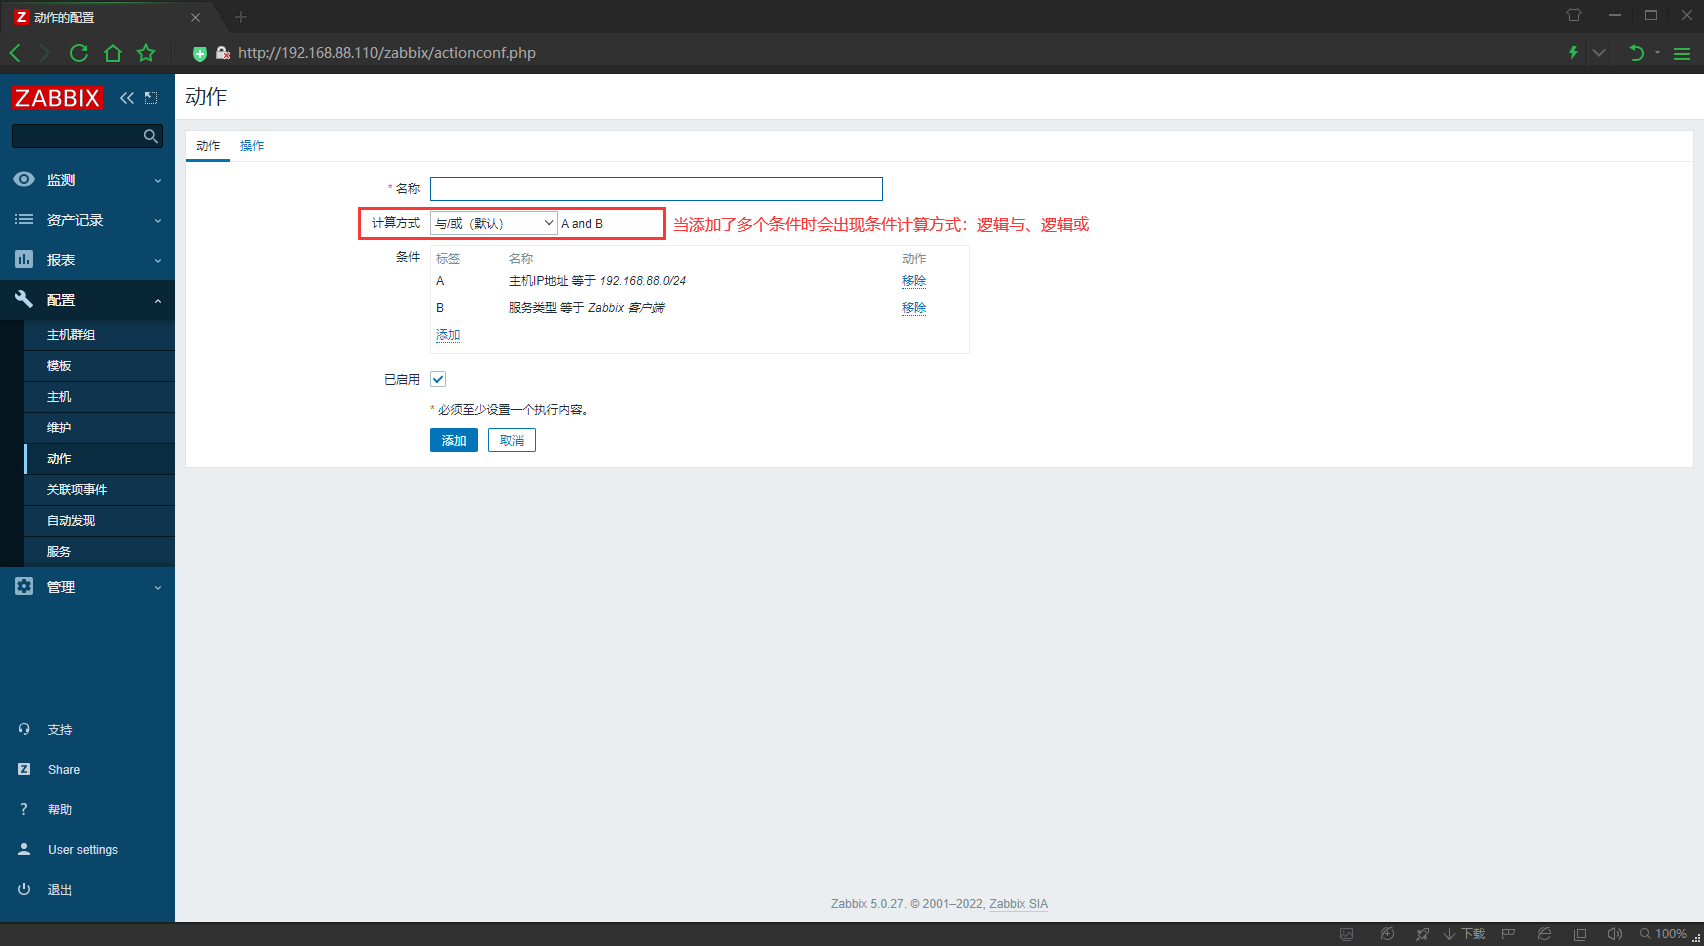 动作的配置
http://192.168.88.110/zabbix/actionconf.php
ZABBIX
动作
动作 操作
监测
资产记录
报表
配置
主机群组
模板
主机
维护
动作
关联项事件
自动发现
服务
管理
支持
Share
帮助
User settings
退出
* 名称
计算方式 与/或（默认） A and B
当添加了多个条件时会出现条件计算方式：逻辑与、逻辑或
条件 标签 名称 动作
A 主机IP地址 等于 192.168.88.0/24 移除
B 服务类型 等于 Zabbix 客户端 移除
添加
已启用
* 必须至少设置一个执行内容。
添加 取消
Zabbix 5.0.27. © 2001–2022, Zabbix SIA
下载 100%